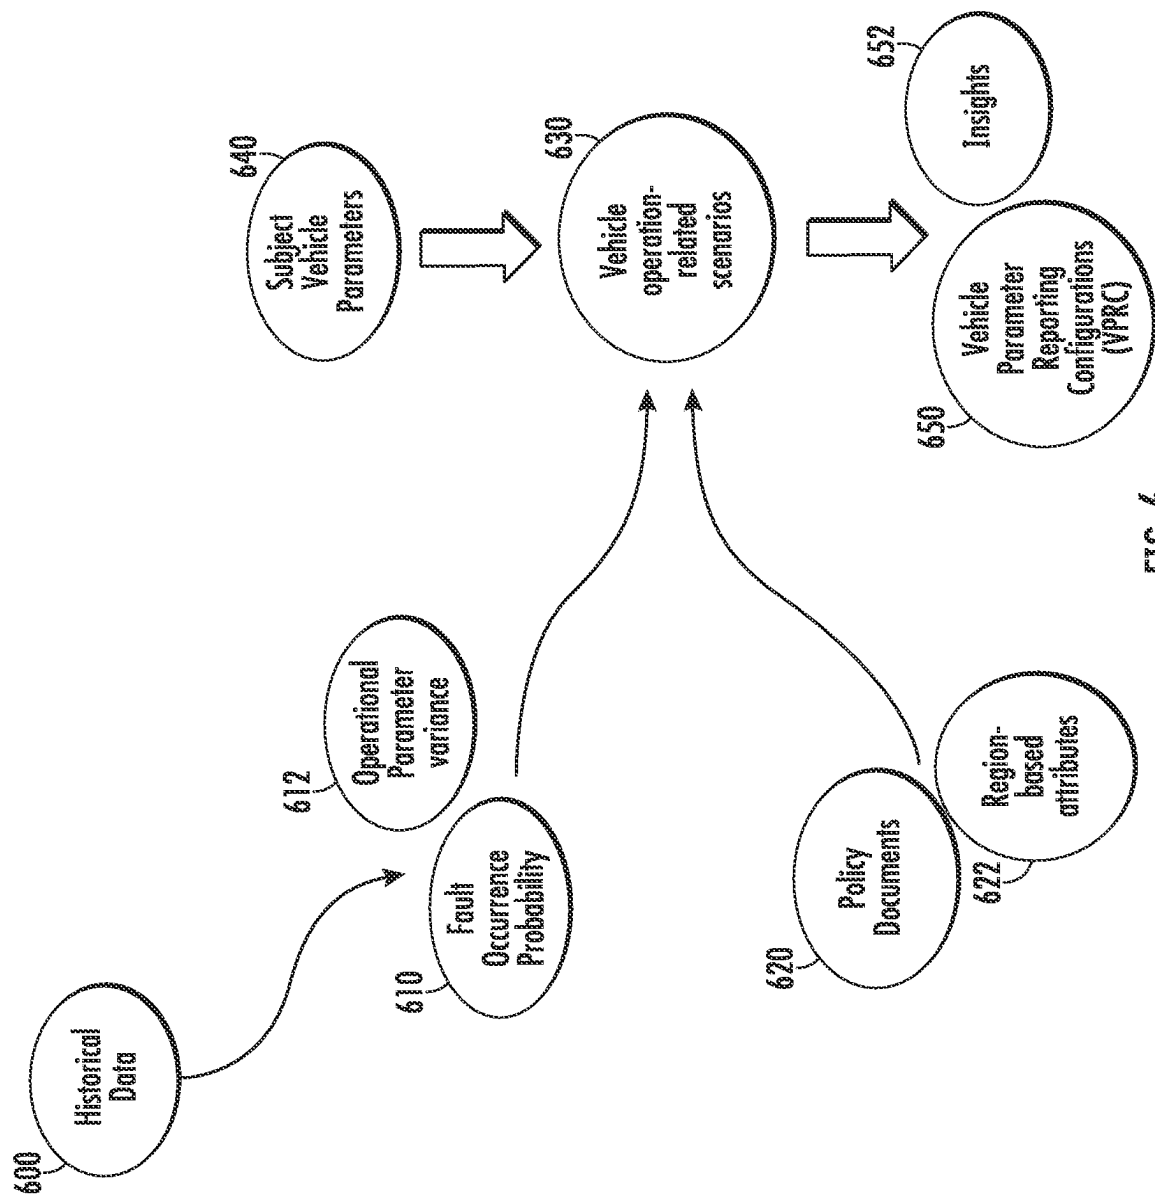 600
Historical
Data
612
Operational
Parameter
variance
610
Fault
Occurrence
Probability
620
Policy
Documents
622
Region-
based
attributes
640
Subject
Vehicle
Parameters
630
Vehicle
operation-
related
scenarios
650
Vehicle
Parameter
Reporting
Configurations
(VPRC)
652
Insights